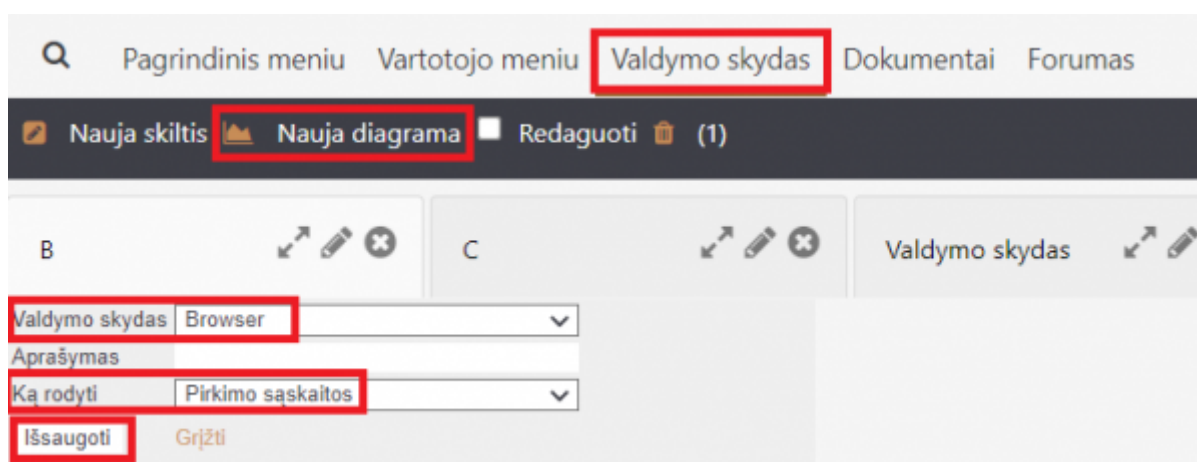 Pagrindinis meniu Vartotojo meniu Valdymo skydas Dokumentai Forumas
Nauja skiltis Nauja diagrama Redaguoti (1)
B C Valdymo skydas
Valdymo skydas Browser
Aprašymas
Ką rodyti Pirkimo sąskaitos
Išsaugoti Grįžti